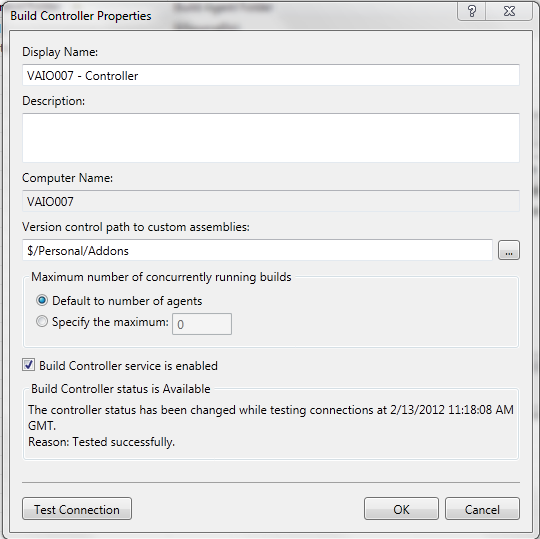 Build Controller Properties
?
Display Name:
VAIO007 - Controller
Description:
Computer Name:
VAIO007
Version control path to custom assemblies:
$/Personal/Addons
...
Maximum number of concurrently running builds
Default to number of agents
Specify the maximum: 0
Build Controller service is enabled
Build Controller status is Available
The controller status has been changed while testing connections at 2/13/2012 11:18:08 AM
GMT.
Reason: Tested successfully.
Test Connection
OK
Cancel